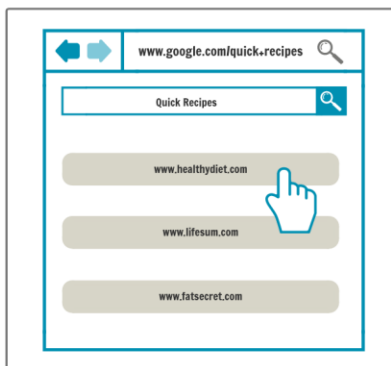 www.google.com/quick+recipes
Quick Recipes
www.healthydiet.com
www.lifesum.com
www.fatsecret.com